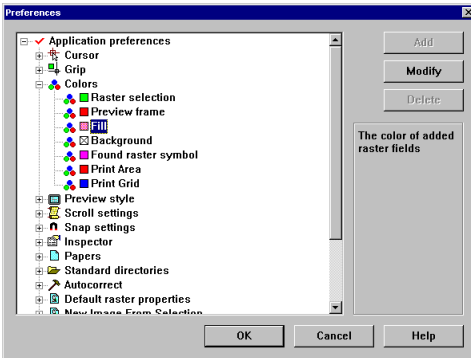 Preferences
Application preferences
Cursor
Grip
Colors
Raster selection
Preview frame
Fill
Background
Found raster symbol
Print Area
Print Grid
Preview style
Scroll settings
Snap settings
Inspector
Papers
Standard directories
Autocorrect
Default raster properties
New Image From Selection
Add
Modify
Delete
The color of added
raster fields
OK
Cancel
Help